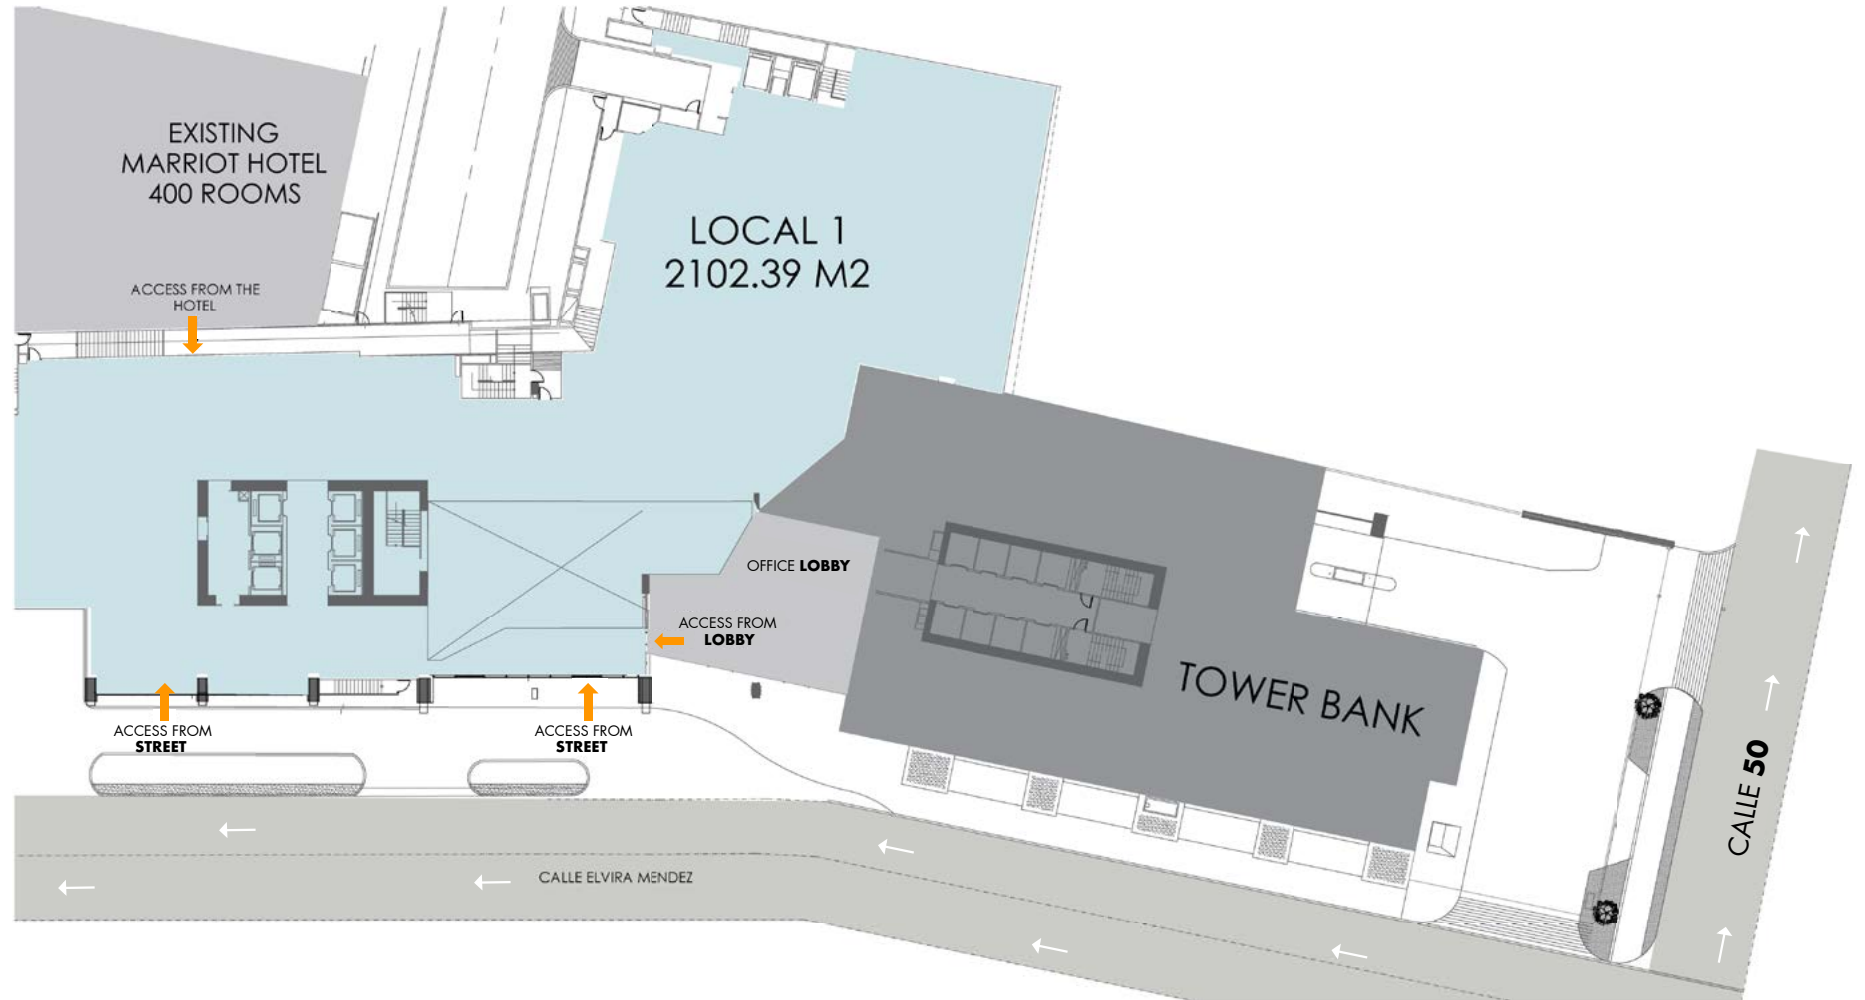 EXISTING
MARRIOT HOTEL
400 ROOMS
LOCAL 1
2102.39 M2
ACCESS FROM THE
HOTEL
OFFICE LOBBY
ACCESS FROM
LOBBY
TOWER BANK
ACCESS FROM
STREET
ACCESS FROM
STREET
CALLE 50
CALLE ELVIRA MENDEZ